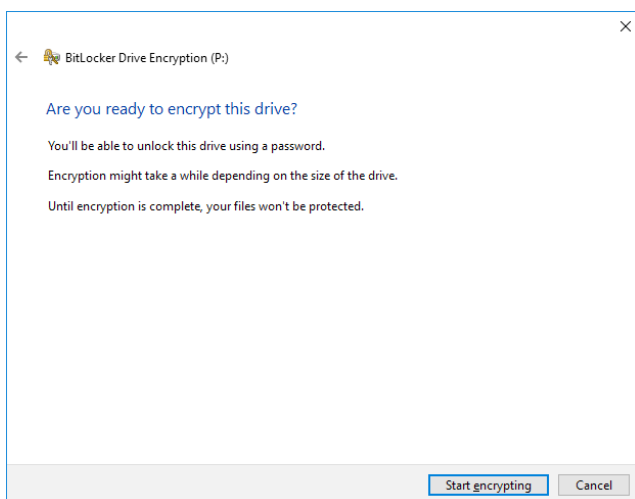 BitLocker Drive Encryption (P:)
Are you ready to encrypt this drive?
You'll be able to unlock this drive using a password.
Encryption might take a while depending on the size of the drive.
Until encryption is complete, your files won't be protected.
Start encrypting
Cancel